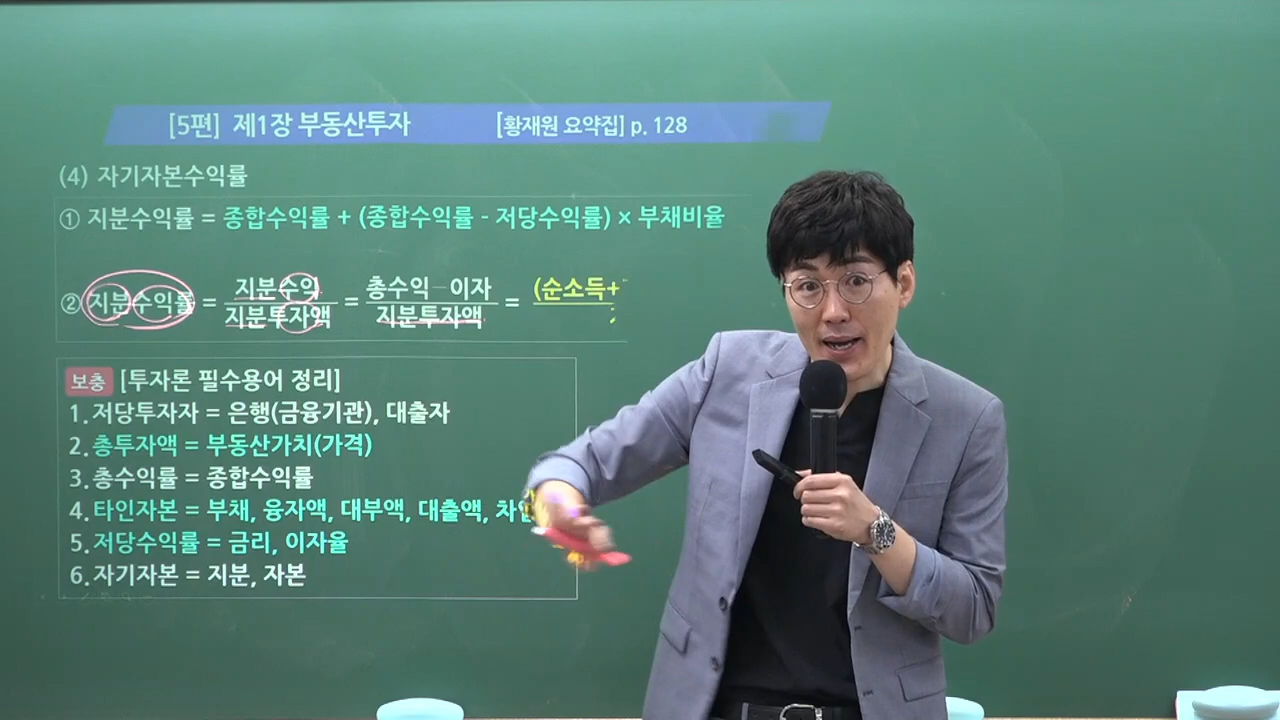 [5편] 제1장 부동산투자 [황재원 요약집] p. 128
(4) 자기자본수익률
① 지분수익률 = 종합수익률 + (종합수익률 - 저당수익률) × 부채비율
② 지분수익률 = 지분수익 / 지분투자액 = 총수익 - 이자 / 지분투자액 = (순소득+
보충 [투자론 필수용어 정리]
1. 저당투자자 = 은행(금융기관), 대출자
2. 총투자액 = 부동산가치(가격)
3. 총수익률 = 종합수익률
4. 타인자본 = 부채, 융자액, 대부액, 대출액,
5. 저당수익률 = 금리, 이자율
6. 자기자본 = 지분, 자본